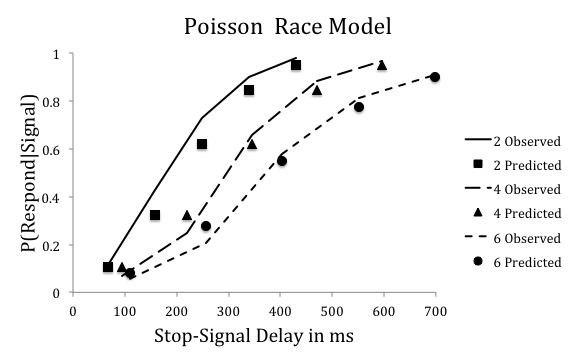 Poisson Race Model
P(Respond|Signal)
1
0.8
0.6
0.4
0.2
0
0 100 200 300 400 500 600 700
Stop-Signal Delay in ms
2 Observed
2 Predicted
4 Observed
4 Predicted
6 Observed
6 Predicted